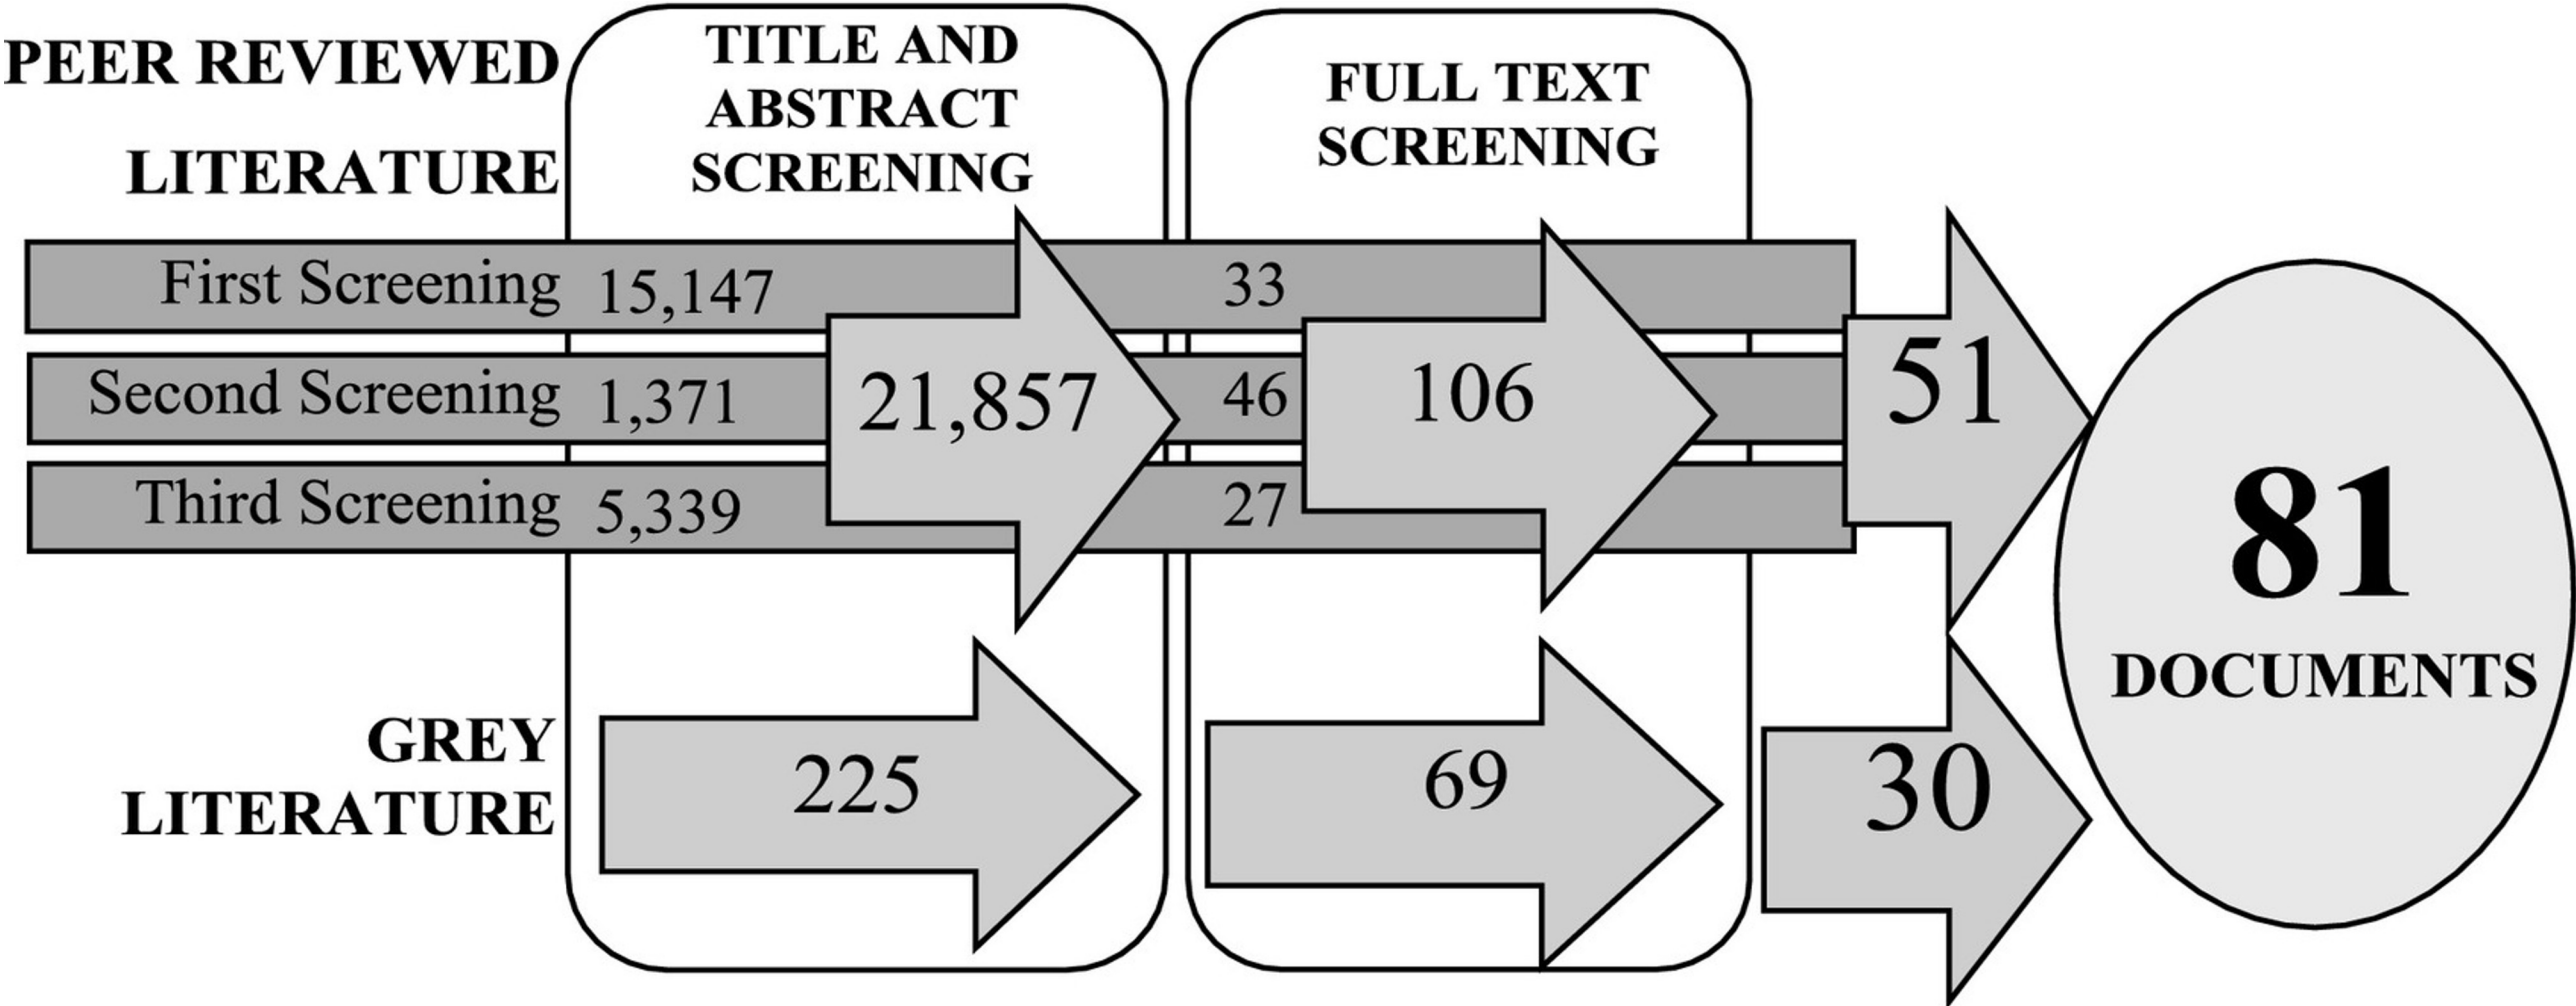 PEER REVIEWED
LITERATURE
TITLE AND
ABSTRACT
SCREENING
FULL TEXT
SCREENING
First Screening 15,147 33
Second Screening 1,371 21,857 46 106 51
Third Screening 5,339 27
81
DOCUMENTS
GREY
LITERATURE
225 69 30